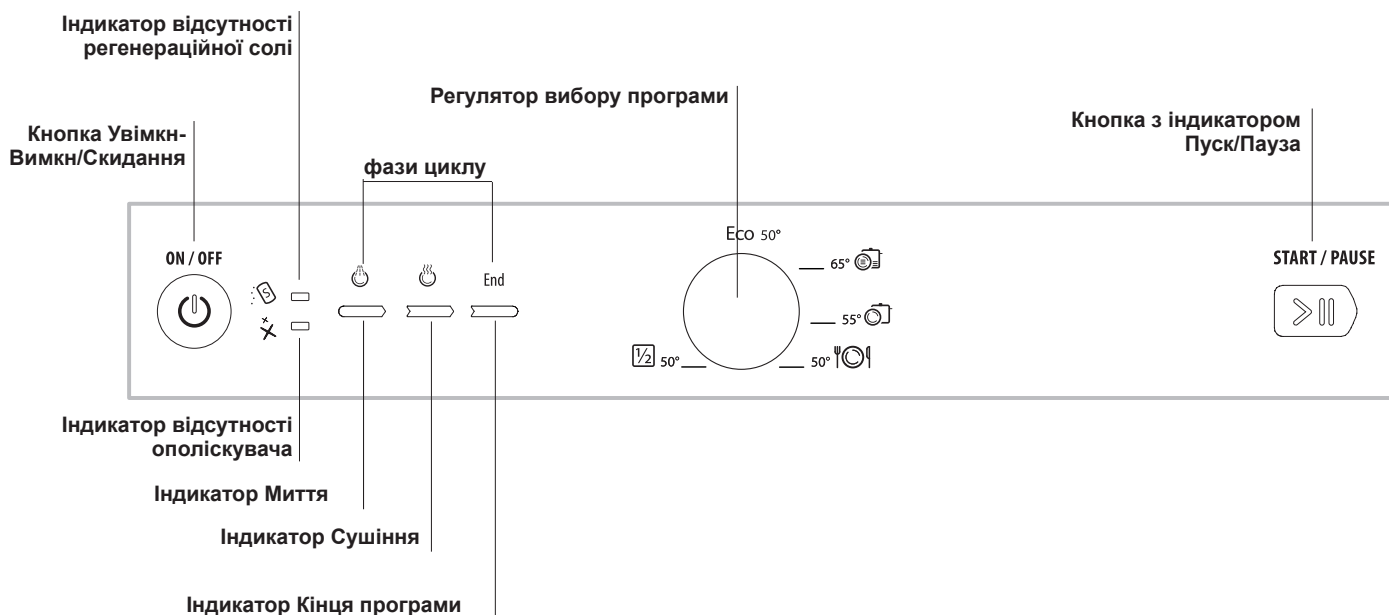 Індикатор відсутності
регенераційної солі
Регулятор вибору програми
Кнопка з індикатором
Пуск/Пауза
Кнопка Увімкн-
Вимкн/Скидання
фази циклу
ON / OFF
S
End
Eco 50°
65°
55°
50°
1/2 50°
START / PAUSE
Індикатор відсутності
ополіскувача
Індикатор Миття
Індикатор Сушіння
Індикатор Кінця програми